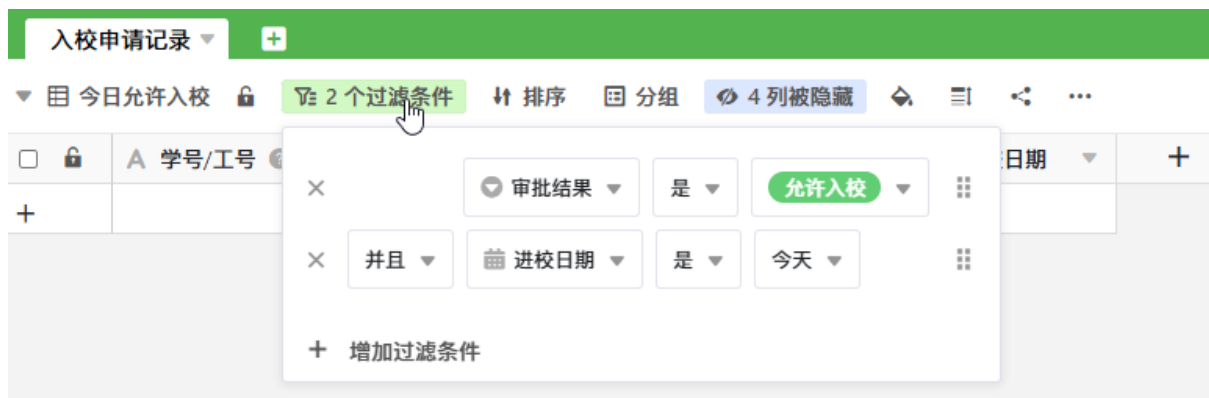 入校申请记录
今日允许入校 2 个过滤条件 排序 分组 4 列被隐藏
A 学号/工号 日期
审批结果 是 允许入校
并且 进校日期 是 今天
+ 增加过滤条件